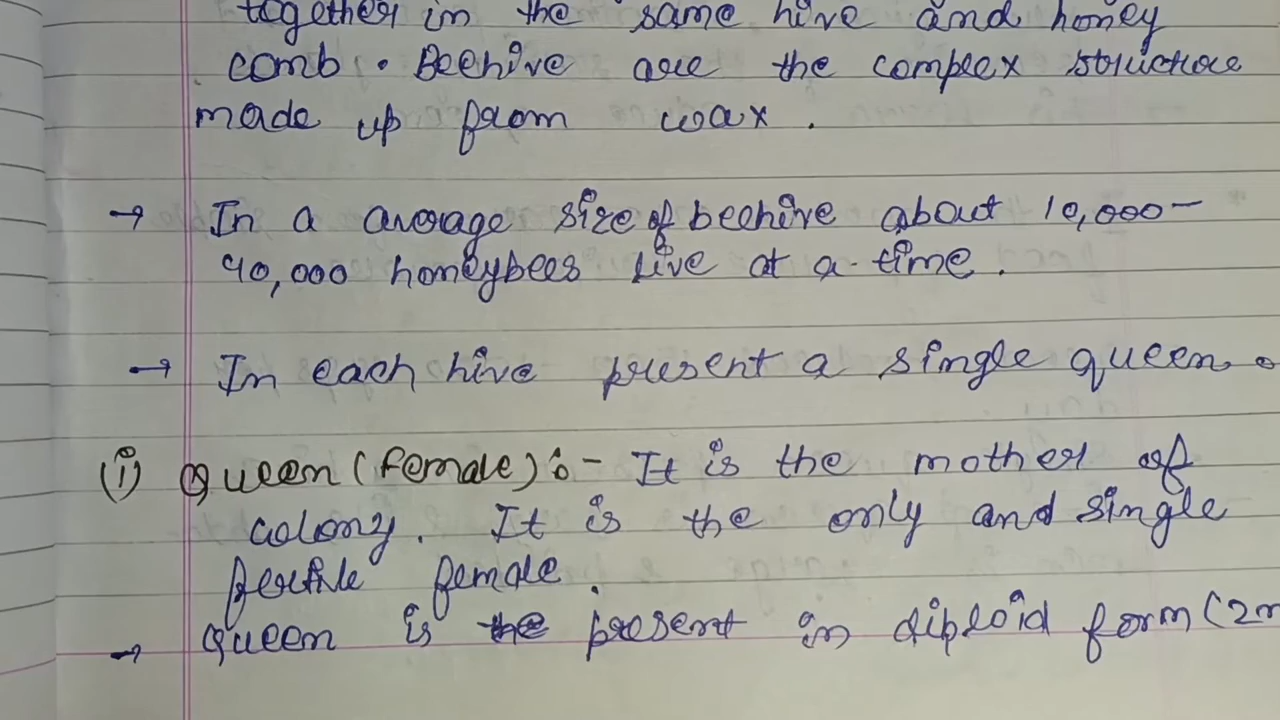 together in the same hive and honey
comb . Beehive are the complex structure
made up from wax .
→ In a average size of beehive about 10,000 -
40,000 honeybees live at a time .
→ In each hive present a single queen .
(i) Queen (female) :- It is the mother of
colony . It is the only and single
fertile female .
→ Queen is the present in diploid form (2n